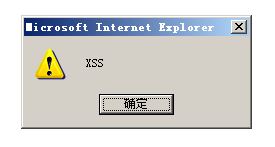 Microsoft Internet Explorer
XSS
确定